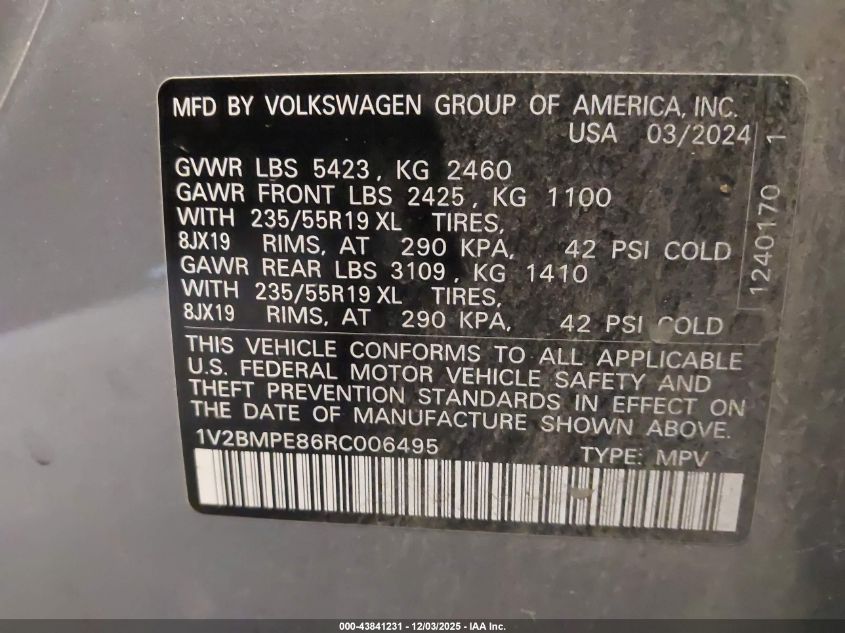 MFD BY VOLKSWAGEN GROUP OF AMERICA, INC.
USA 03/2024
GVWR LBS 5423, KG 2460
GAWR FRONT LBS 2425, KG 1100
WITH 235/55R19 XL TIRES,
8JX19 RIMS, AT 290 KPA, 42 PSI COLD
GAWR REAR LBS 3109, KG 1410
WITH 235/55R19 XL TIRES,
8JX19 RIMS, AT 290 KPA, 42 PSI COLD
1240170 1
THIS VEHICLE CONFORMS TO ALL APPLICABLE
U.S. FEDERAL MOTOR VEHICLE SAFETY AND
THEFT PREVENTION STANDARDS IN EFFECT ON
THE DATE OF MANUFACTURE SHOWN ABOVE.
1V2BMPE86RC006495 TYPE: MPV
000-43841231 - 12/03/2025 - IAA Inc.